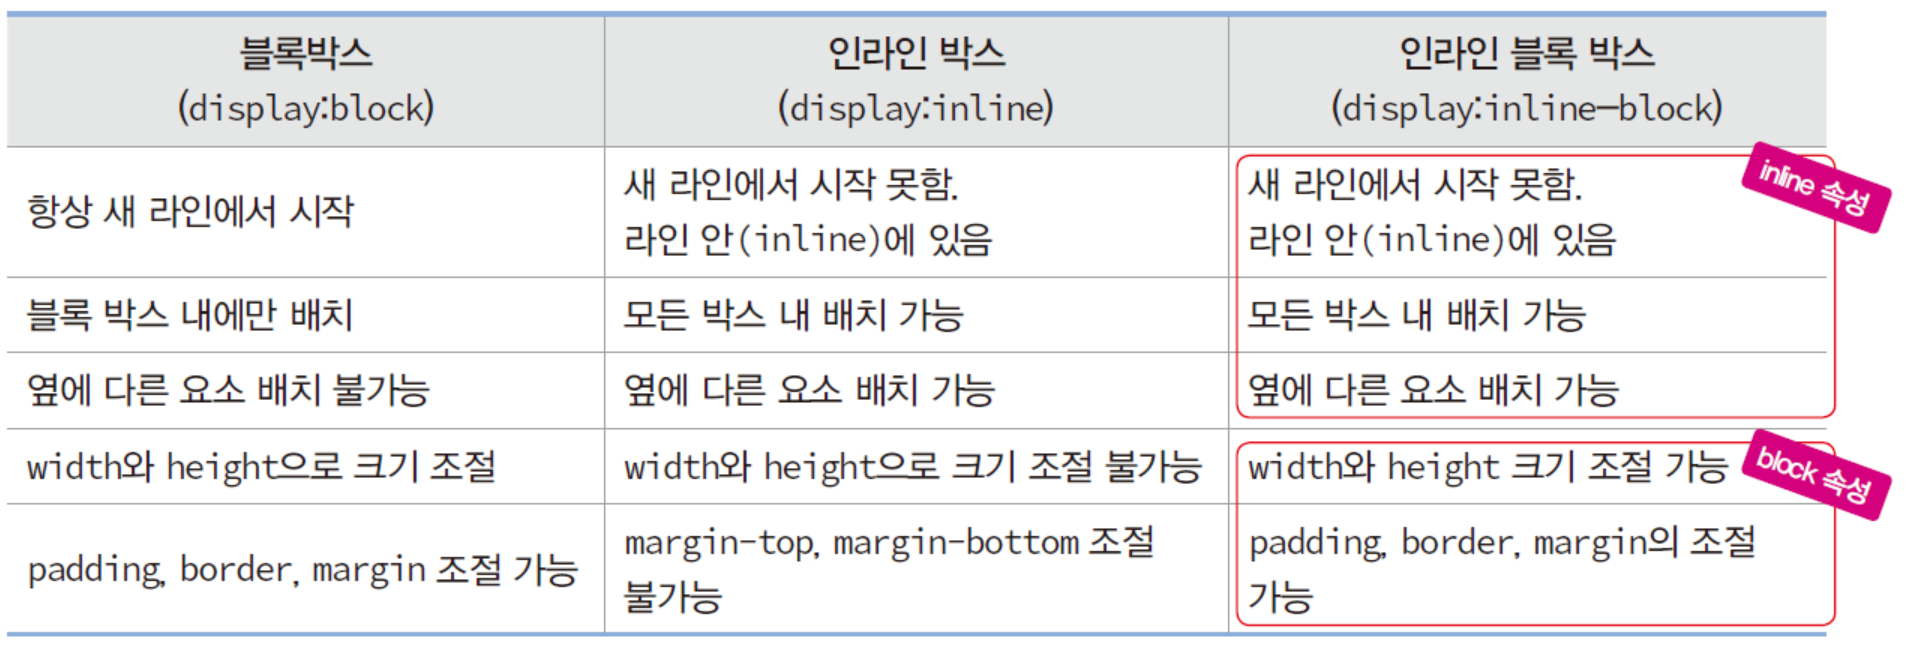 블록박스
(display:block)
인라인 박스
(display:inline)
인라인 블록 박스
(display:inline-block)
항상 새 라인에서 시작
새 라인에서 시작 못함.
라인 안(inline)에 있음
새 라인에서 시작 못함.
라인 안(inline)에 있음
inline 속성
블록 박스 내에만 배치
모든 박스 내 배치 가능
모든 박스 내 배치 가능
옆에 다른 요소 배치 불가능
옆에 다른 요소 배치 가능
옆에 다른 요소 배치 가능
width와 height으로 크기 조절
width와 height으로 크기 조절 불가능
width와 height 크기 조절 가능
block 속성
padding, border, margin 조절 가능
margin-top, margin-bottom 조절
불가능
padding, border, margin의 조절
가능